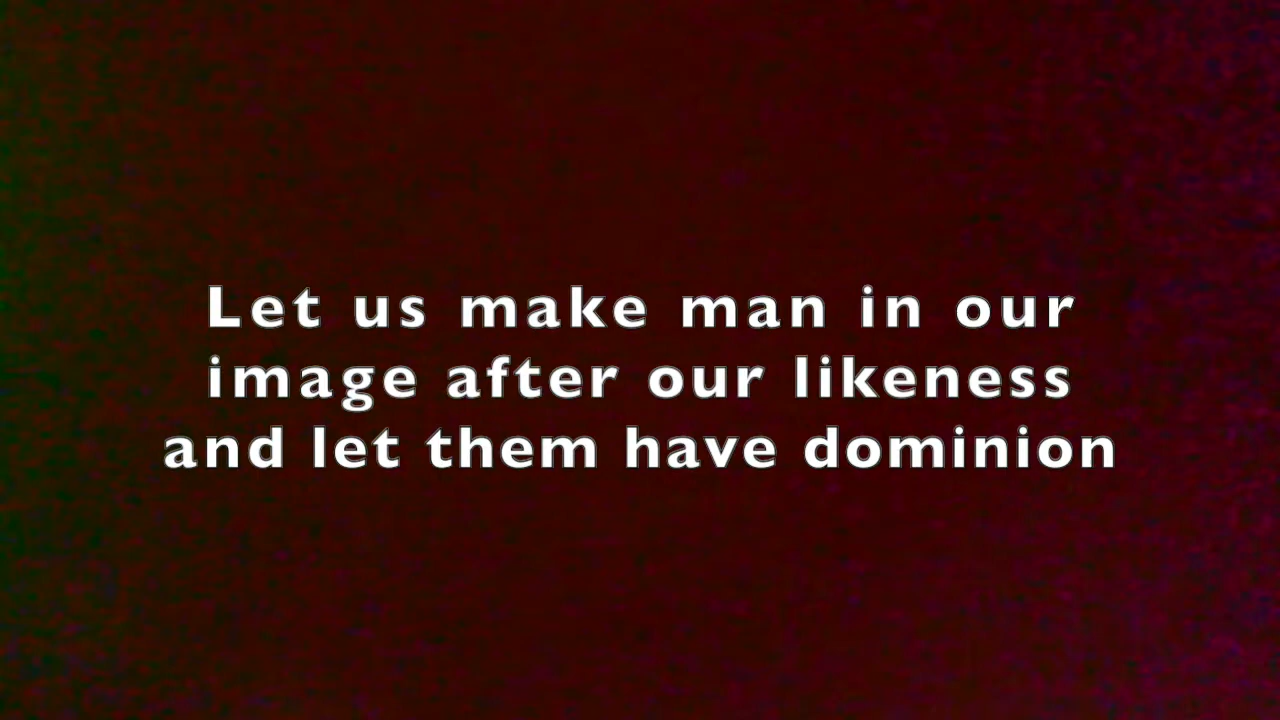 Let us make man in our
image after our likeness
and let them have dominion